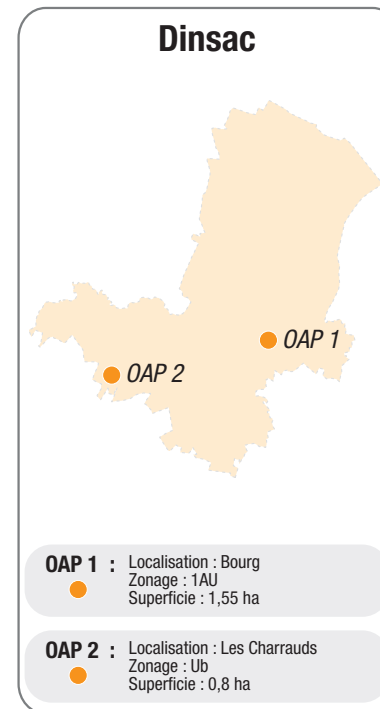 Dinsac
OAP 1
OAP 2
OAP 1 : Localisation : Bourg
Zonage : 1AU
Superficie : 1,55 ha
OAP 2 : Localisation : Les Charrauds
Zonage : Ub
Superficie : 0,8 ha